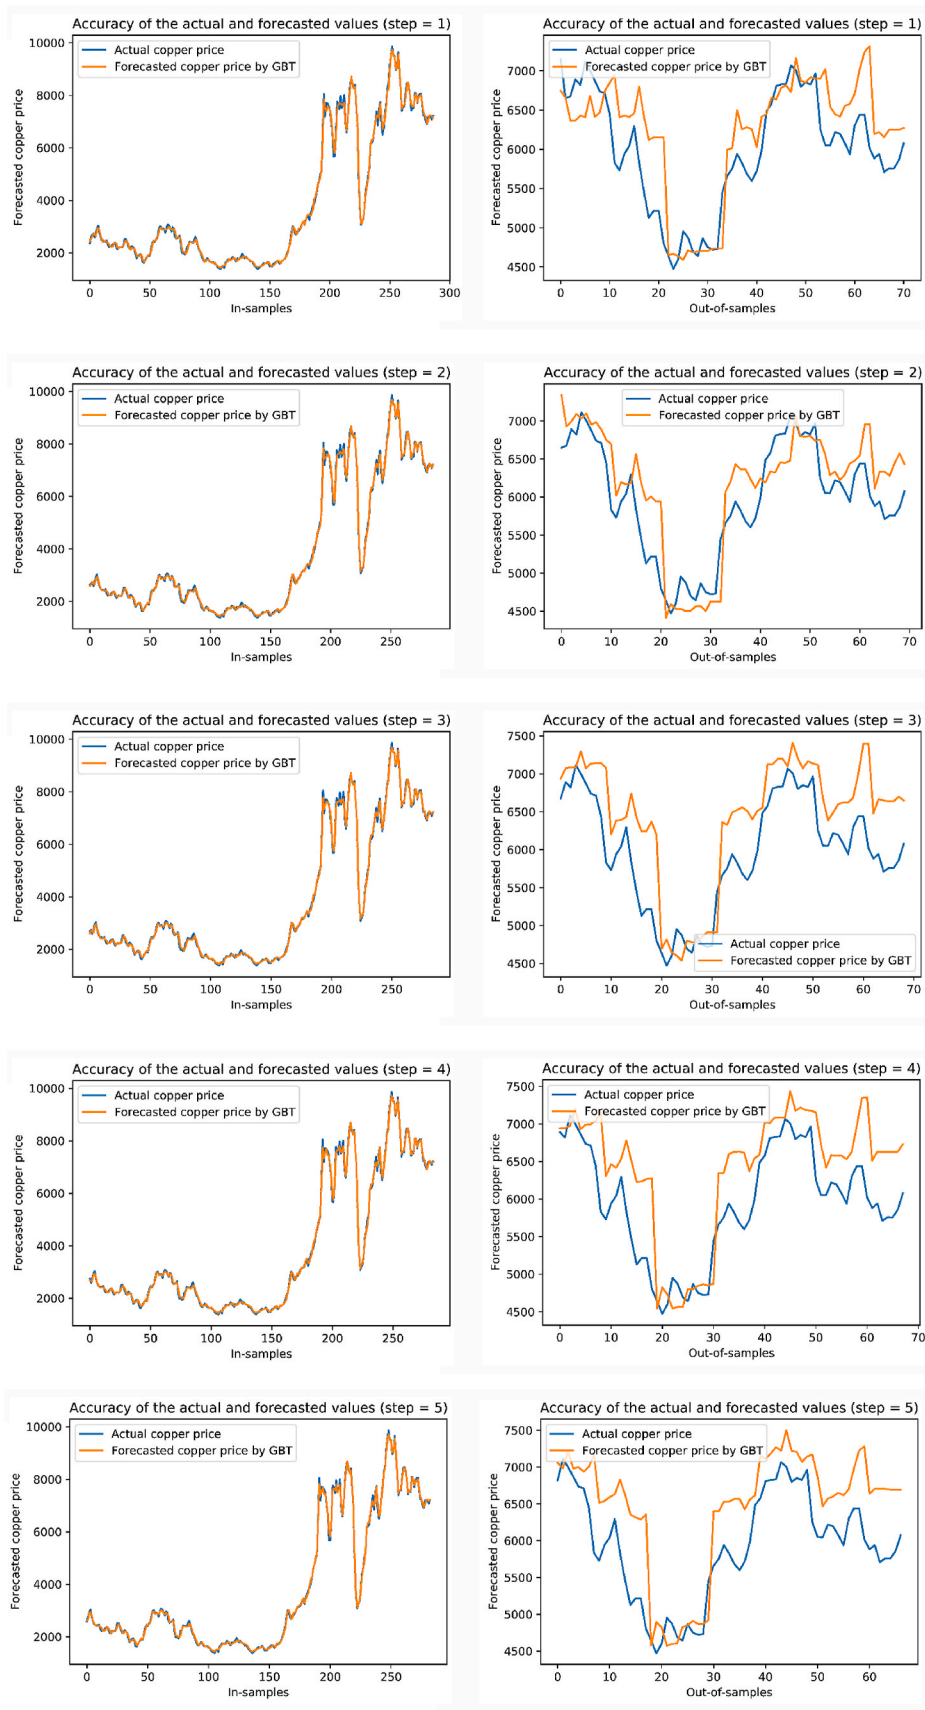 Accuracy of the actual and forecasted values (step = 1)
Actual copper price
Forecasted copper price by GBT
Forecasted copper price
10000
8000
6000
4000
2000
0 50 100 150 200 250 300
In-samples
Accuracy of the actual and forecasted values (step = 1)
Actual copper price
Forecasted copper price by GBT
Forecasted copper price
7000
6500
6000
5500
5000
4500
0 10 20 30 40 50 60 70
Out-of-samples
Accuracy of the actual and forecasted values (step = 2)
Actual copper price
Forecasted copper price by GBT
Forecasted copper price
10000
8000
6000
4000
2000
0 50 100 150 200 250
In-samples
Accuracy of the actual and forecasted values (step = 2)
Actual copper price
Forecasted copper price by GBT
Forecasted copper price
7000
6500
6000
5500
5000
4500
0 10 20 30 40 50 60 70
Out-of-samples
Accuracy of the actual and forecasted values (step = 3)
Actual copper price
Forecasted copper price by GBT
Forecasted copper price
10000
8000
6000
4000
2000
0 50 100 150 200 250
In-samples
Accuracy of the actual and forecasted values (step = 3)
Forecasted copper price
7500
7000
6500
6000
5500
5000
4500
Actual copper price
Forecasted copper price by GBT
0 10 20 30 40 50 60 70
Out-of-samples
Accuracy of the actual and forecasted values (step = 4)
Actual copper price
Forecasted copper price by GBT
Forecasted copper price
10000
8000
6000
4000
2000
0 50 100 150 200 250
In-samples
Accuracy of the actual and forecasted values (step = 4)
Actual copper price
Forecasted copper price by GBT
Forecasted copper price
7500
7000
6500
6000
5500
5000
4500
0 10 20 30 40 50 60 70
Out-of-samples
Accuracy of the actual and forecasted values (step = 5)
Actual copper price
Forecasted copper price by GBT
Forecasted copper price
10000
8000
6000
4000
2000
0 50 100 150 200 250
In-samples
Accuracy of the actual and forecasted values (step = 5)
Actual copper price
Forecasted copper price by GBT
Forecasted copper price
7500
7000
6500
6000
5500
5000
4500
0 10 20 30 40 50 60
Out-of-samples